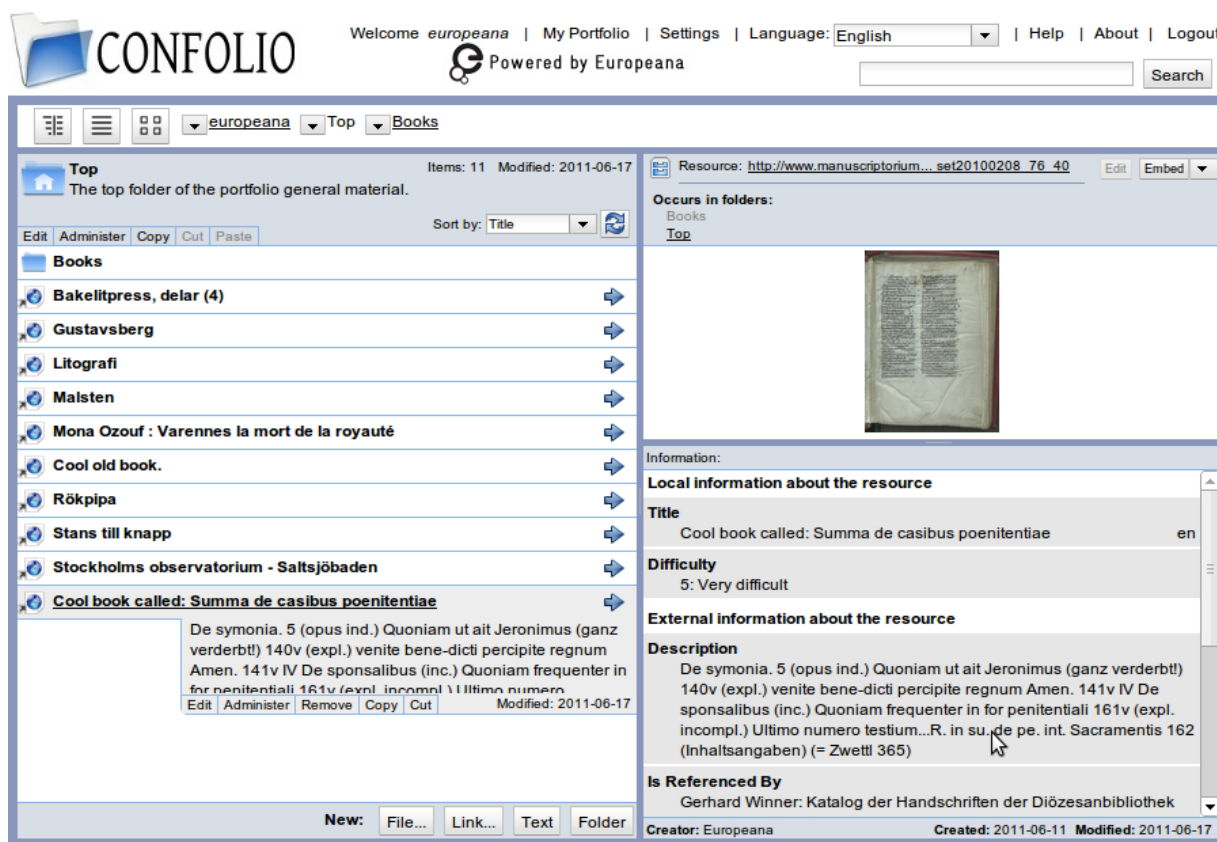 CONFOLIO
Welcome europeana | My Portfolio | Settings | Language: English | Help | About | Logout
Powered by Europeana
Search
europeana Top Books
Top
Items: 11 Modified: 2011-06-17
The top folder of the portfolio general material.
Sort by: Title
Edit Administer Copy Cut Paste
Books
Bakelitpress, delar (4)
Gustavsberg
Litografi
Malsten
Mona Ozouf : Varennes la mort de la royauté
Cool old book.
Rökpipa
Stans till knapp
Stockholms observatorium - Saltsjöbaden
Cool book called: Summa de casibus poenitentiae
De symonia. 5 (opus ind.) Quoniam ut ait Jeronimus (ganz
verderbt!) 140v (expl.) venite bene-dicti percipite regnum
Amen. 141v IV De sponsalibus (inc.) Quoniam frequenter in
for penitentiali 161v (expl. incompl.) Ultimo numero
Edit Administer Remove Copy Cut Modified: 2011-06-17
New: File... Link... Text Folder
Resource: http://www.manuscriptorium... set20100208_76_40 Edit Embed
Occurs in folders:
Books
Top
Information:
Local information about the resource
Title
Cool book called: Summa de casibus poenitentiae en
Difficulty
5: Very difficult
External information about the resource
Description
De symonia. 5 (opus ind.) Quoniam ut ait Jeronimus (ganz verderbt!)
140v (expl.) venite bene-dicti percipite regnum Amen. 141v IV De
sponsalibus (inc.) Quoniam frequenter in for penitentiali 161v (expl.
incompl.) Ultimo numero testium...R. in su. de pe. int. Sacramentis 162
(Inhaltsangaben) (= Zwettl 365)
Is Referenced By
Gerhard Winner: Katalog der Handschriften der Diözesanbibliothek
Creator: Europeana Created: 2011-06-11 Modified: 2011-06-17